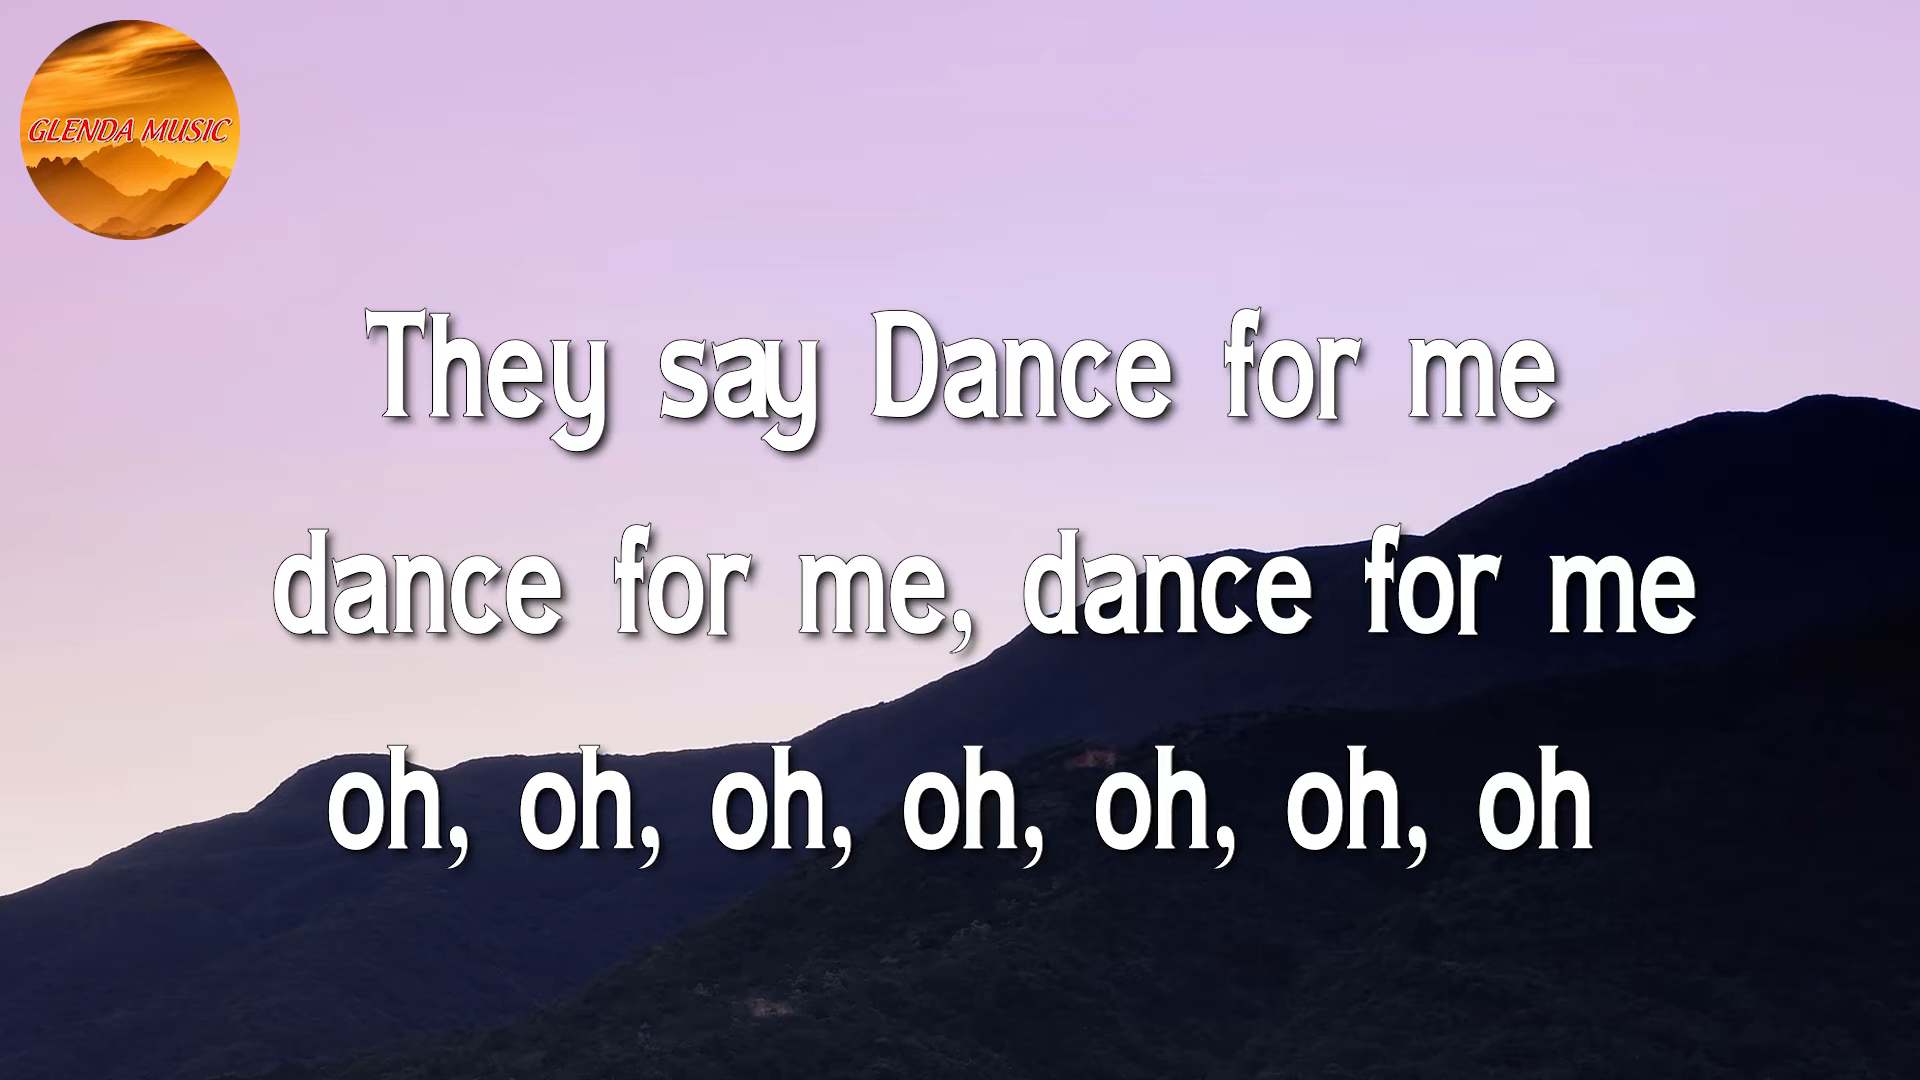 GLENDA MUSIC
They say Dance for me
dance for me, dance for me
oh, oh, oh, oh, oh, oh, oh